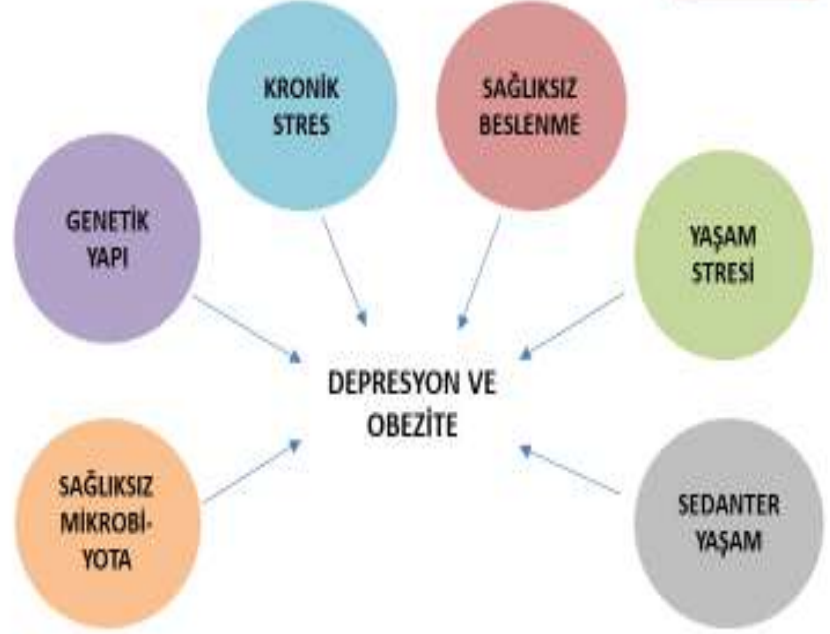 KRONİK
STRES
SAĞLIKSIZ
BESLENME
GENETİK
YAPI
YAŞAM
STRESİ
DEPRESYON VE
OBEZİTE
SAĞLIKSIZ
MİKROBİ-
YOTA
SEDANTER
YAŞAM